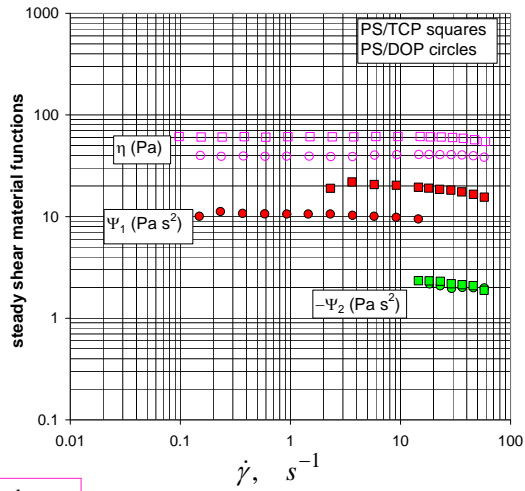 1000
100
10
1
0.1
0.01
0.1
1
10
100
steady shear material functions
PS/TCP squares
PS/DOP circles
η (Pa)
Ψ₁ (Pa s²)
−Ψ₂ (Pa s²)
γ̇, s⁻¹